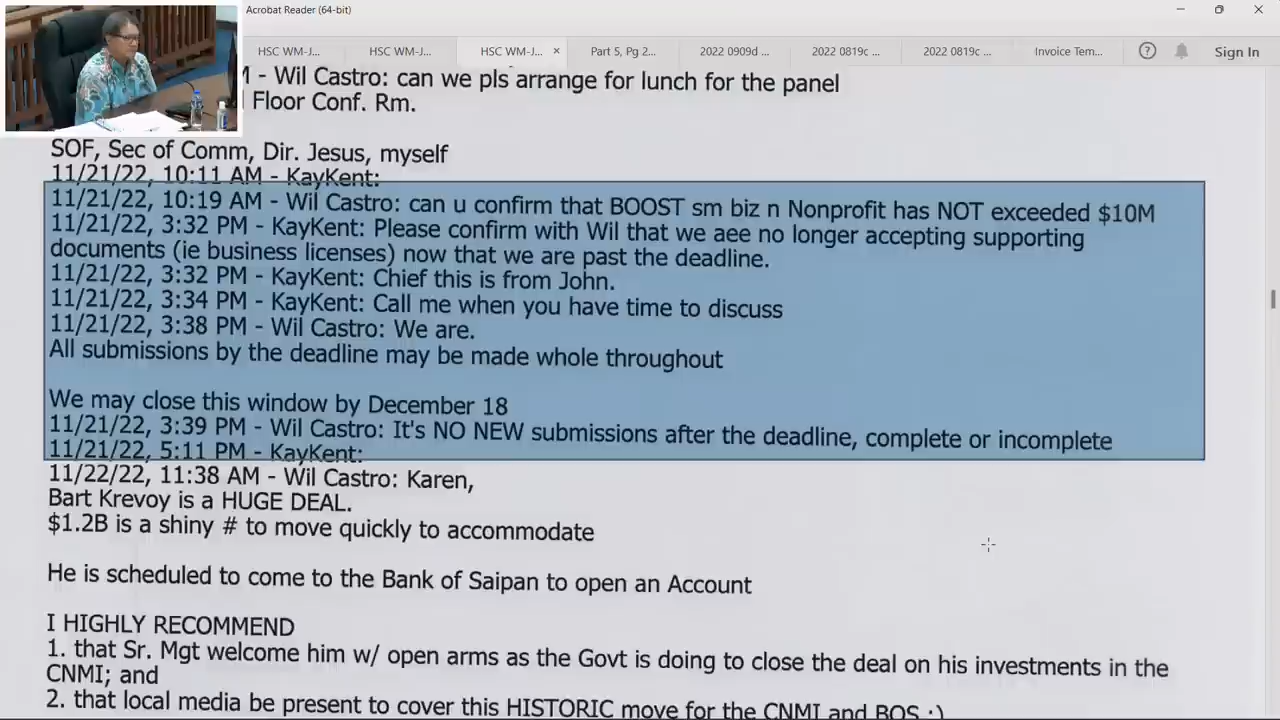 Acrobat Reader (64-bit)
HSC WM-J...
HSC WM-J...
HSC WM-J...
Part 5, Pg 2...
2022 0909d ...
2022 0819c ...
2022 0819c ...
Invoice Tem...
Sign In
- Wil Castro: can we pls arrange for lunch for the panel
Floor Conf. Rm.
SOF, Sec of Comm, Dir. Jesus, myself
11/21/22, 10:11 AM - KayKent:
11/21/22, 10:19 AM - Wil Castro: can u confirm that BOOST sm biz n Nonprofit has NOT exceeded $10M
11/21/22, 3:32 PM - KayKent: Please confirm with Wil that we aee no longer accepting supporting
documents (ie business licenses) now that we are past the deadline.
11/21/22, 3:32 PM - KayKent: Chief this is from John.
11/21/22, 3:34 PM - KayKent: Call me when you have time to discuss
11/21/22, 3:38 PM - Wil Castro: We are.
All submissions by the deadline may be made whole throughout
We may close this window by December 18
11/21/22, 3:39 PM - Wil Castro: It's NO NEW submissions after the deadline, complete or incomplete
11/21/22, 5:11 PM - KayKent:
11/22/22, 11:38 AM - Wil Castro: Karen,
Bart Krevoy is a HUGE DEAL.
$1.2B is a shiny # to move quickly to accommodate
He is scheduled to come to the Bank of Saipan to open an Account
I HIGHLY RECOMMEND
1. that Sr. Mgt welcome him w/ open arms as the Govt is doing to close the deal on his investments in the
CNMI; and
2. that local media be present to cover this HISTORIC move for the CNMI and BOS :)